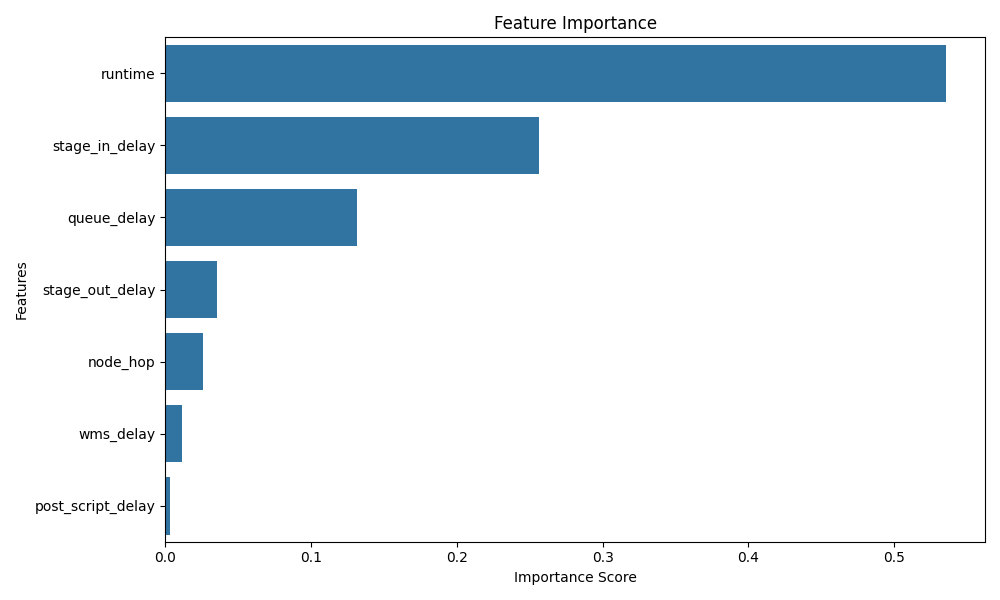 Feature Importance
runtime
stage_in_delay
queue_delay
stage_out_delay
node_hop
wms_delay
post_script_delay
Features
0.0 0.1 0.2 0.3 0.4 0.5
Importance Score